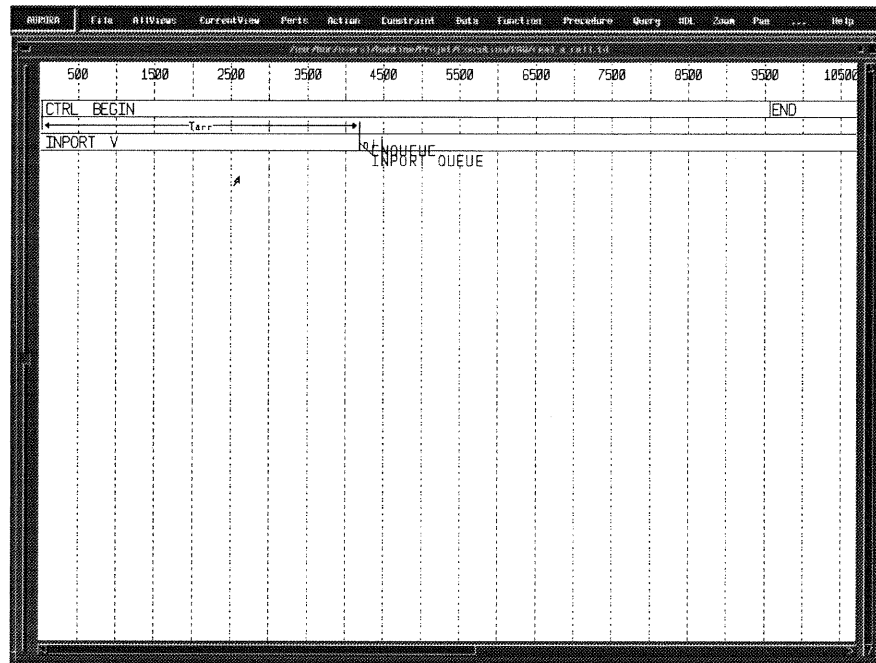 AURORA File AllViews CurrentView Ports Action Constraint Data Function Procedure Query HDL Zoom Pan ... Help
500 1500 2500 3500 4500 5500 6500 7500 8500 9500 10500
CTRL BEGIN END
Tarr
INPORT V
ENQUEUE
INPORT QUEUE